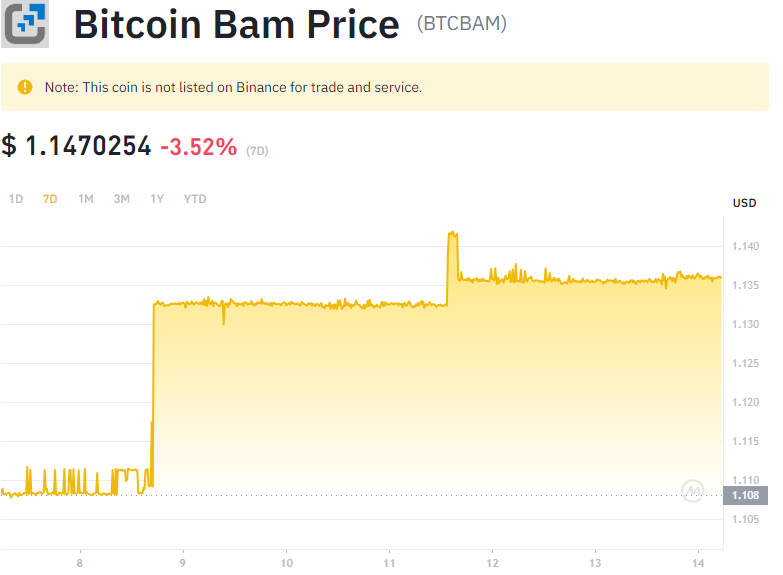 Bitcoin Bam Price (BTCBAM)
Note: This coin is not listed on Binance for trade and service.
$ 1.1470254 -3.52% (7D)
1D 7D 1M 3M 1Y YTD
USD
1.140
1.135
1.130
1.125
1.120
1.115
1.110
1.108
1.105
8 9 10 11 12 13 14